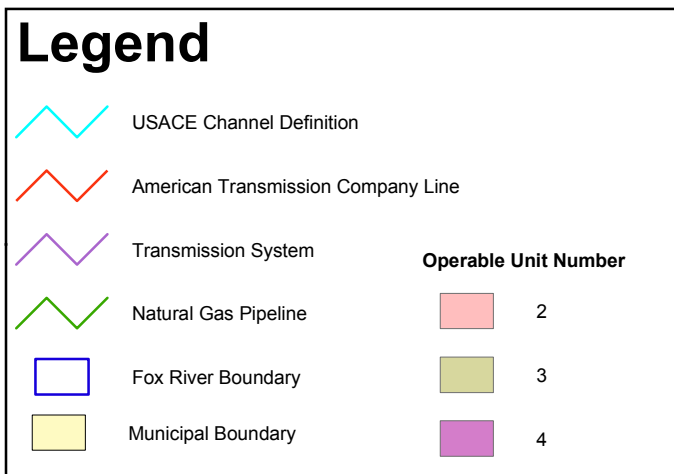 Legend
USACE Channel Definition
American Transmission Company Line
Transmission System
Natural Gas Pipeline
Fox River Boundary
Municipal Boundary
Operable Unit Number
2
3
4